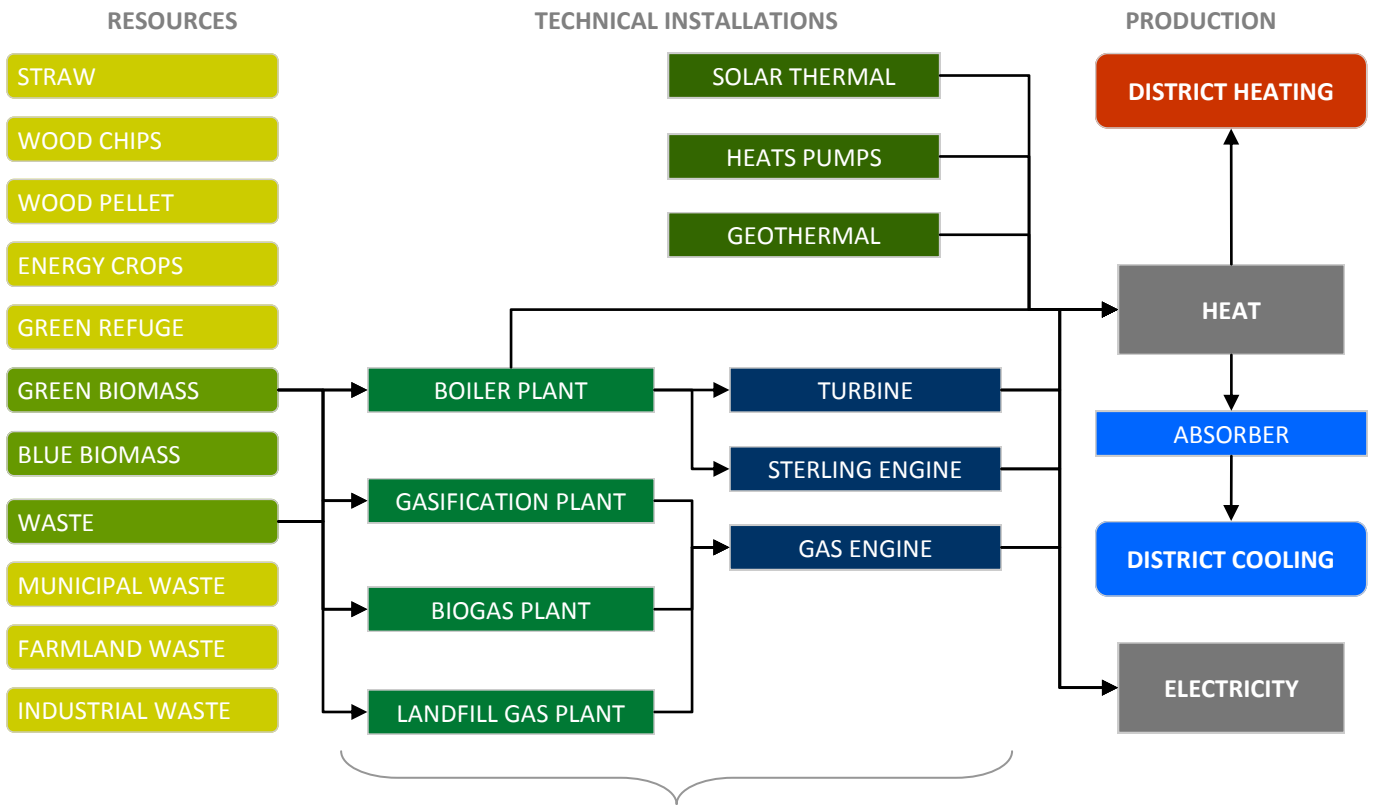 RESOURCES
TECHNICAL INSTALLATIONS
PRODUCTION
STRAW
WOOD CHIPS
WOOD PELLET
ENERGY CROPS
GREEN REFUGE
GREEN BIOMASS
BLUE BIOMASS
WASTE
MUNICIPAL WASTE
FARMLAND WASTE
INDUSTRIAL WASTE
SOLAR THERMAL
HEATS PUMPS
GEOTHERMAL
BOILER PLANT
GASIFICATION PLANT
BIOGAS PLANT
LANDFILL GAS PLANT
TURBINE
STERLING ENGINE
GAS ENGINE
DISTRICT HEATING
HEAT
ABSORBER
DISTRICT COOLING
ELECTRICITY